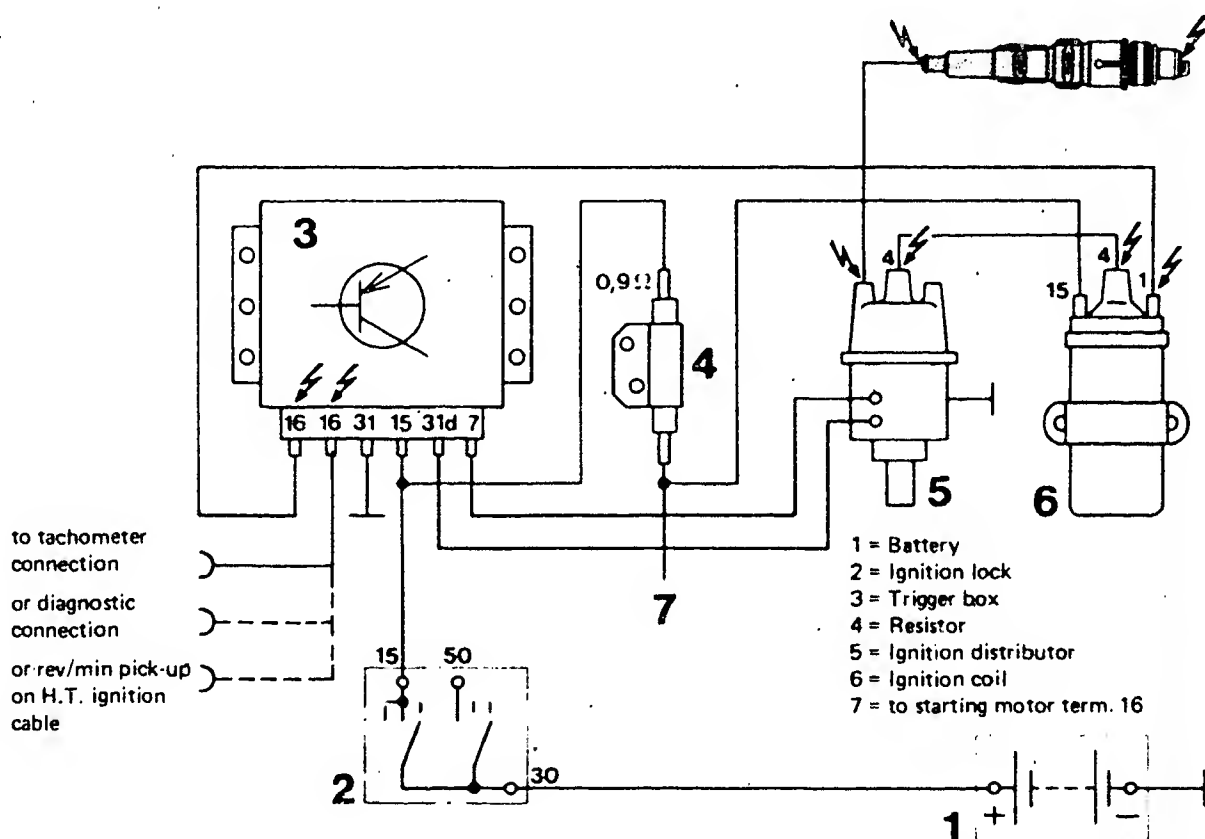 3
0,9Ω
4
4
4
15
1
16 16 31 15 31d 7
5
6
to tachometer
connection
or diagnostic
connection
or rev/min pick-up
on H.T. ignition
cable
7
1 = Battery
2 = Ignition lock
3 = Trigger box
4 = Resistor
5 = Ignition distributor
6 = Ignition coil
7 = to starting motor term. 16
15 50
30
2
1
+ −